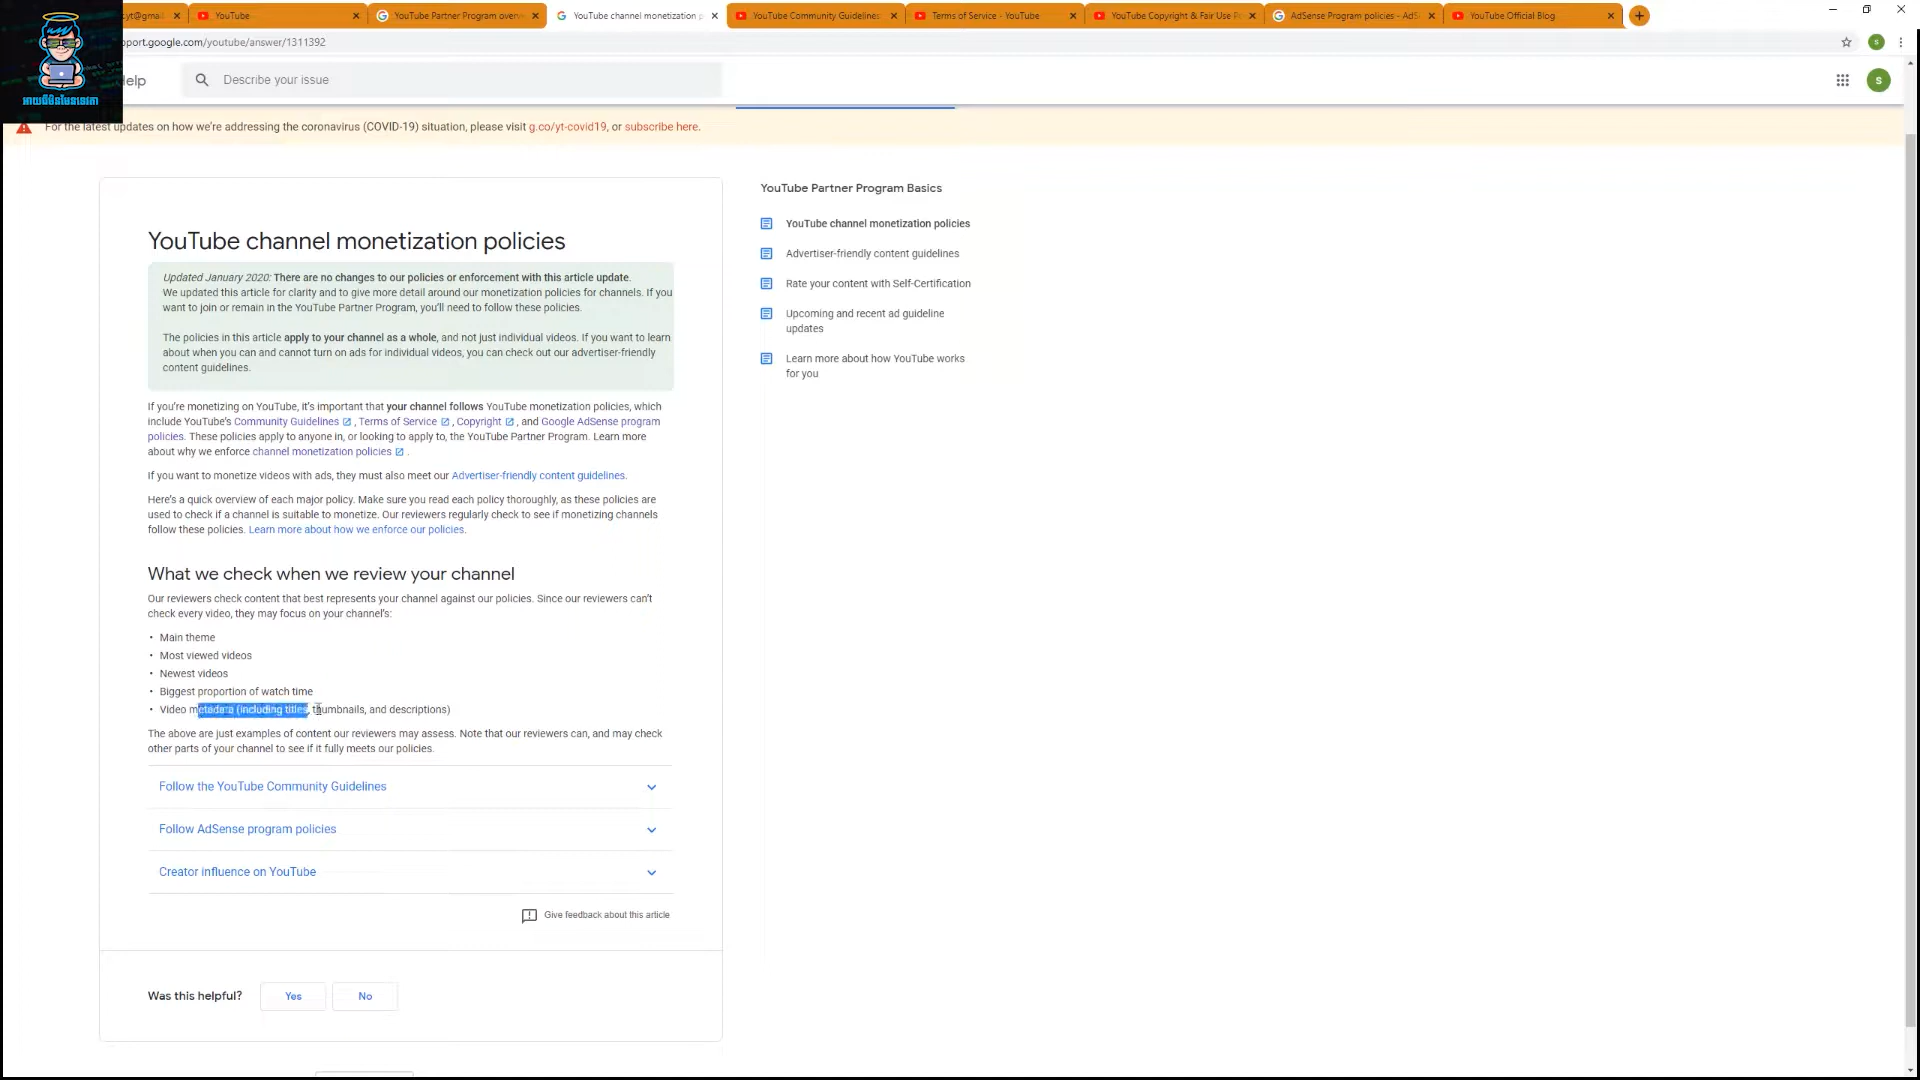 cyt@gmai
YouTube
YouTube Partner Program over
YouTube channel monetization p
YouTube Community Guidelines
Terms of Service - YouTube
YouTube Copyright & Fair Use Po
AdSense Program policies - AdS
YouTube Official Blog
pport.google.com/youtube/answer/1311392
S
elp
Describe your issue
S
For the latest updates on how we're addressing the coronavirus (COVID-19) situation, please visit g.co/yt-covid19, or subscribe here.
YouTube channel monetization policies
Updated January 2020: There are no changes to our policies or enforcement with this article update.
We updated this article for clarity and to give more detail around our monetization policies for channels. If you
want to join or remain in the YouTube Partner Program, you'll need to follow these policies.
The policies in this article apply to your channel as a whole, and not just individual videos. If you want to learn
about when you can and cannot turn on ads for individual videos, you can check out our advertiser-friendly
content guidelines.
If you're monetizing on YouTube, it's important that your channel follows YouTube monetization policies, which
include YouTube's Community Guidelines , Terms of Service , Copyright , and Google AdSense program
policies. These policies apply to anyone in, or looking to apply to, the YouTube Partner Program. Learn more
about why we enforce channel monetization policies .
If you want to monetize videos with ads, they must also meet our Advertiser-friendly content guidelines.
Here's a quick overview of each major policy. Make sure you read each policy thoroughly, as these policies are
used to check if a channel is suitable to monetize. Our reviewers regularly check to see if monetizing channels
follow these policies. Learn more about how we enforce our policies.
What we check when we review your channel
Our reviewers check content that best represents your channel against our policies. Since our reviewers can't
check every video, they may focus on your channel's:
• Main theme
• Most viewed videos
• Newest videos
• Biggest proportion of watch time
• Video metadata (including titles, thumbnails, and descriptions)
The above are just examples of content our reviewers may assess. Note that our reviewers can, and may check
other parts of your channel to see if it fully meets our policies.
Follow the YouTube Community Guidelines
Follow AdSense program policies
Creator influence on YouTube
Give feedback about this article
Was this helpful?
Yes
No
YouTube Partner Program Basics
YouTube channel monetization policies
Advertiser-friendly content guidelines
Rate your content with Self-Certification
Upcoming and recent ad guideline
updates
Learn more about how YouTube works
for you